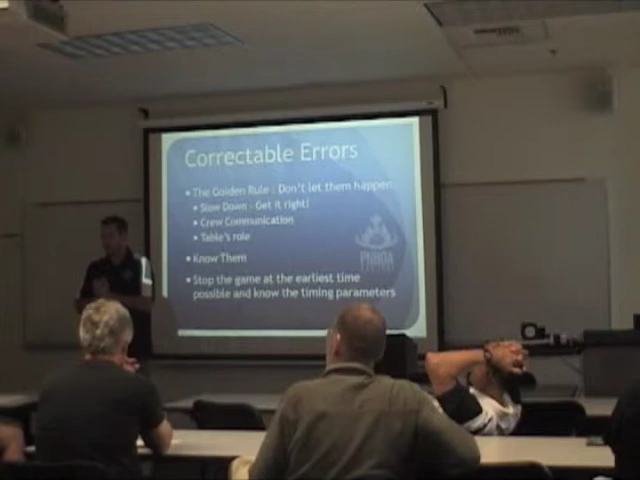 Correctable Errors
The Golden Rule : Don't let them happen
Slow Down - Get it right!
Crew Communication
Table's role
Know Them
Stop the game at the earliest time
possible and know the timing parameters
PNBOA